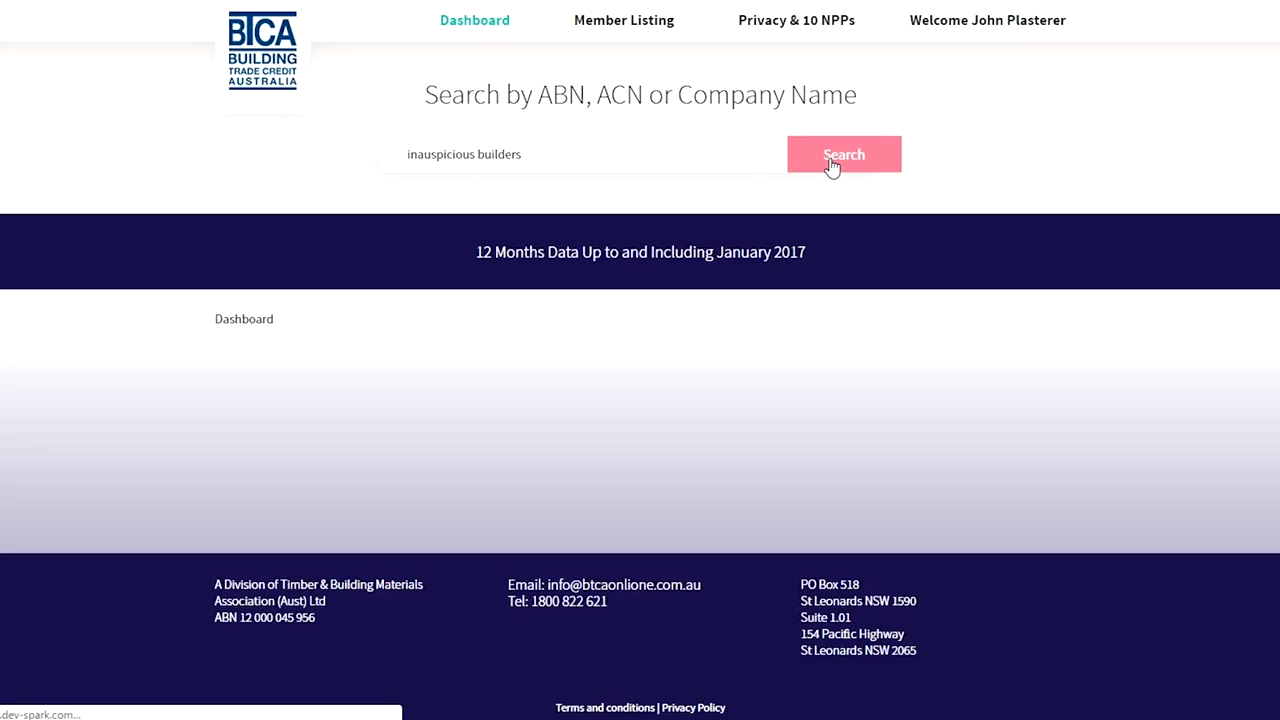 Dashboard
Member Listing
Privacy & 10 NPPs
Welcome John Plasterer
BTCA
BUILDING
TRADE CREDIT
AUSTRALIA
Search by ABN, ACN or Company Name
inauspicious builders
Search
12 Months Data Up to and Including January 2017
Dashboard
A Division of Timber & Building Materials
Association (Aust) Ltd
ABN 12 000 045 956
Email: info@btcaonlione.com.au
Tel: 1800 822 621
PO Box 518
St Leonards NSW 1590
Suite 1.01
154 Pacific Highway
St Leonards NSW 2065
Terms and conditions | Privacy Policy
.dev-spark.com...